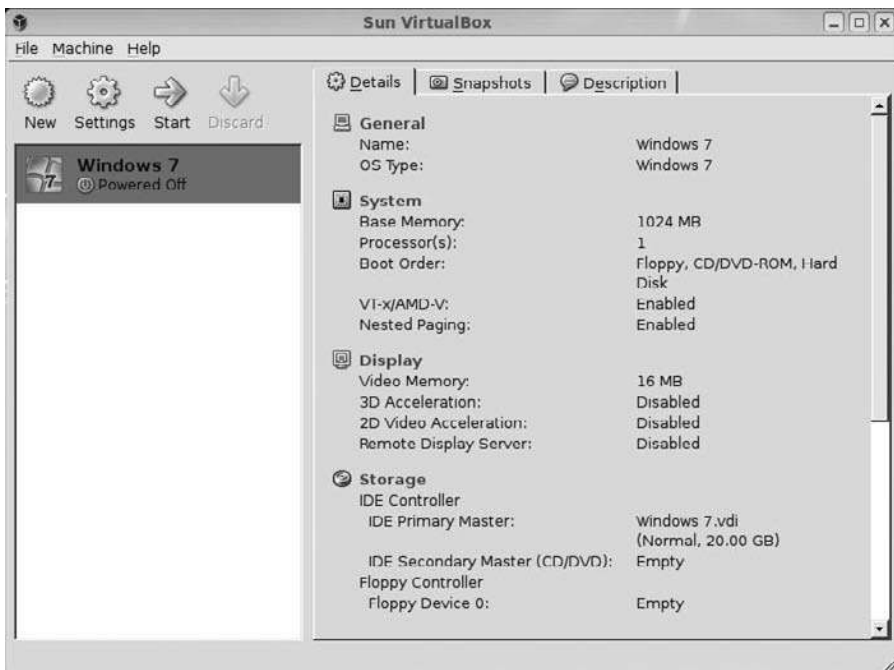 Sun VirtualBox
File Machine Help
New Settings Start Discard
Windows 7
Powered Off
Details Snapshots Description
General
Name: Windows 7
OS Type: Windows 7
System
Base Memory: 1024 MB
Processor(s): 1
Boot Order: Floppy, CD/DVD-ROM, Hard
Disk
VT-x/AMD-V: Enabled
Nested Paging: Enabled
Display
Video Memory: 16 MB
3D Acceleration: Disabled
2D Video Acceleration: Disabled
Remote Display Server: Disabled
Storage
IDE Controller
IDE Primary Master: Windows 7.vdi
(Normal, 20.00 GB)
IDE Secondary Master (CD/DVD): Empty
Floppy Controller
Floppy Device 0: Empty